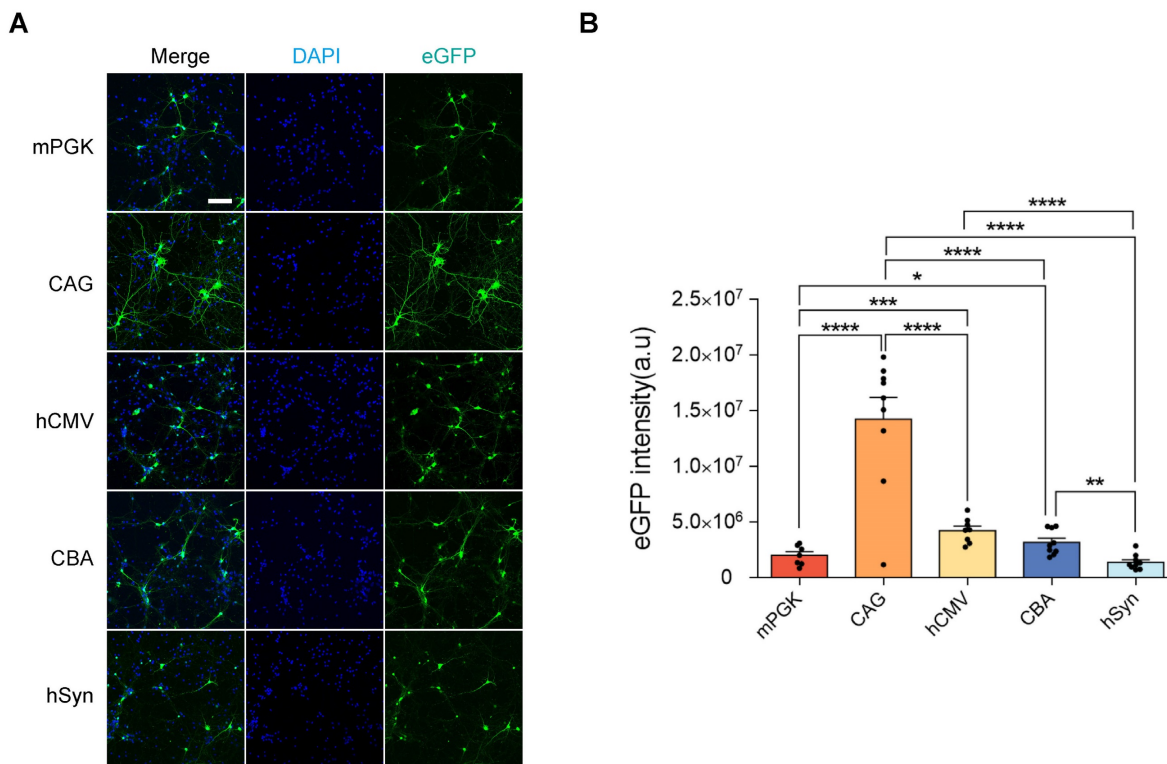 A
Merge DAPI eGFP
mPGK
CAG
hCMV
CBA
hSyn
B
****
****
****
*
***
**** ****
**
eGFP intensity(a.u)
2.5×10⁷
2.0×10⁷
1.5×10⁷
1.0×10⁷
5.0×10⁶
0
mPGK CAG hCMV CBA hSyn